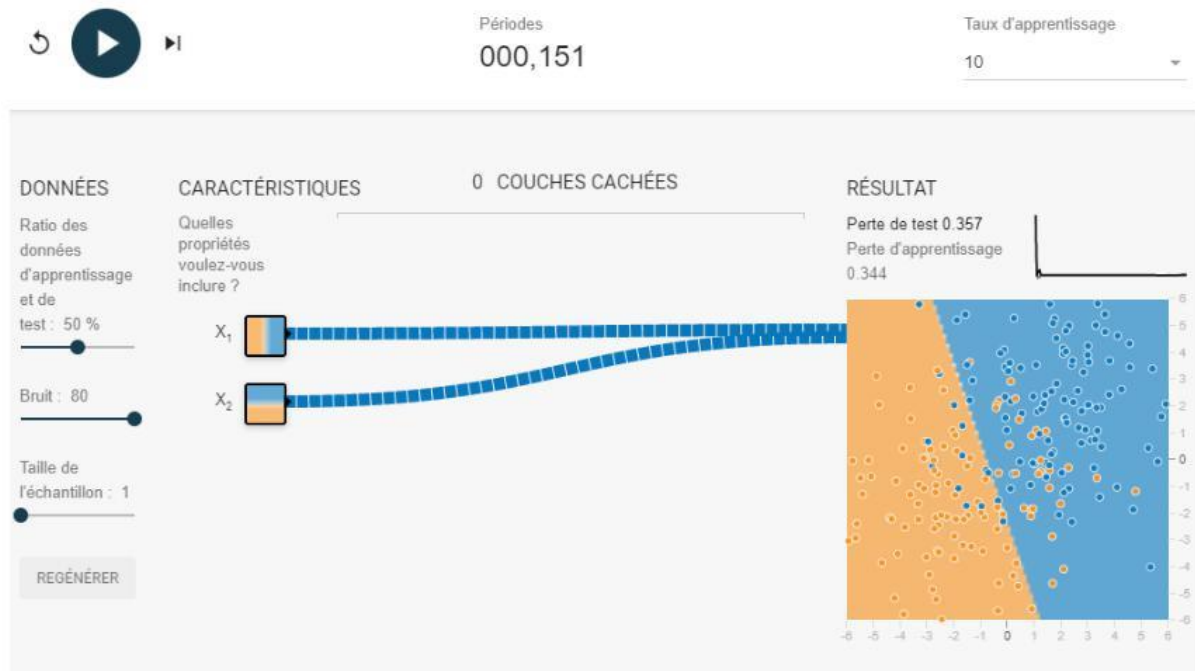 Périodes
000,151
Taux d'apprentissage
10
DONNÉES
Ratio des
données
d'apprentissage
et de
test : 50 %
Bruit : 80
Taille de
l'échantillon : 1
REGÉNÉRER
CARACTÉRISTIQUES
Quelles
propriétés
voulez-vous
inclure ?
X₁
X₂
0 COUCHES CACHÉES
RÉSULTAT
Perte de test 0.357
Perte d'apprentissage
0.344
6
5
4
3
2
1
0
-1
-2
-3
-4
-5
-6
-6 -5 -4 -3 -2 -1 0 1 2 3 4 5 6